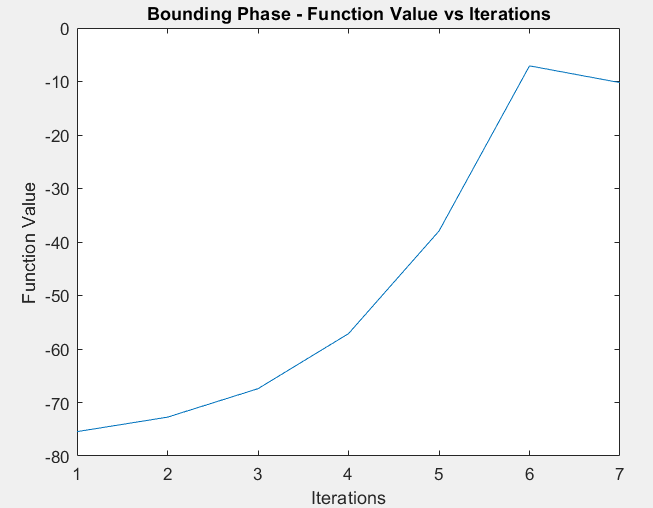 Bounding Phase - Function Value vs Iterations
0
-10
-20
-30
-40
-50
-60
-70
-80
Function Value
1 2 3 4 5 6 7
Iterations